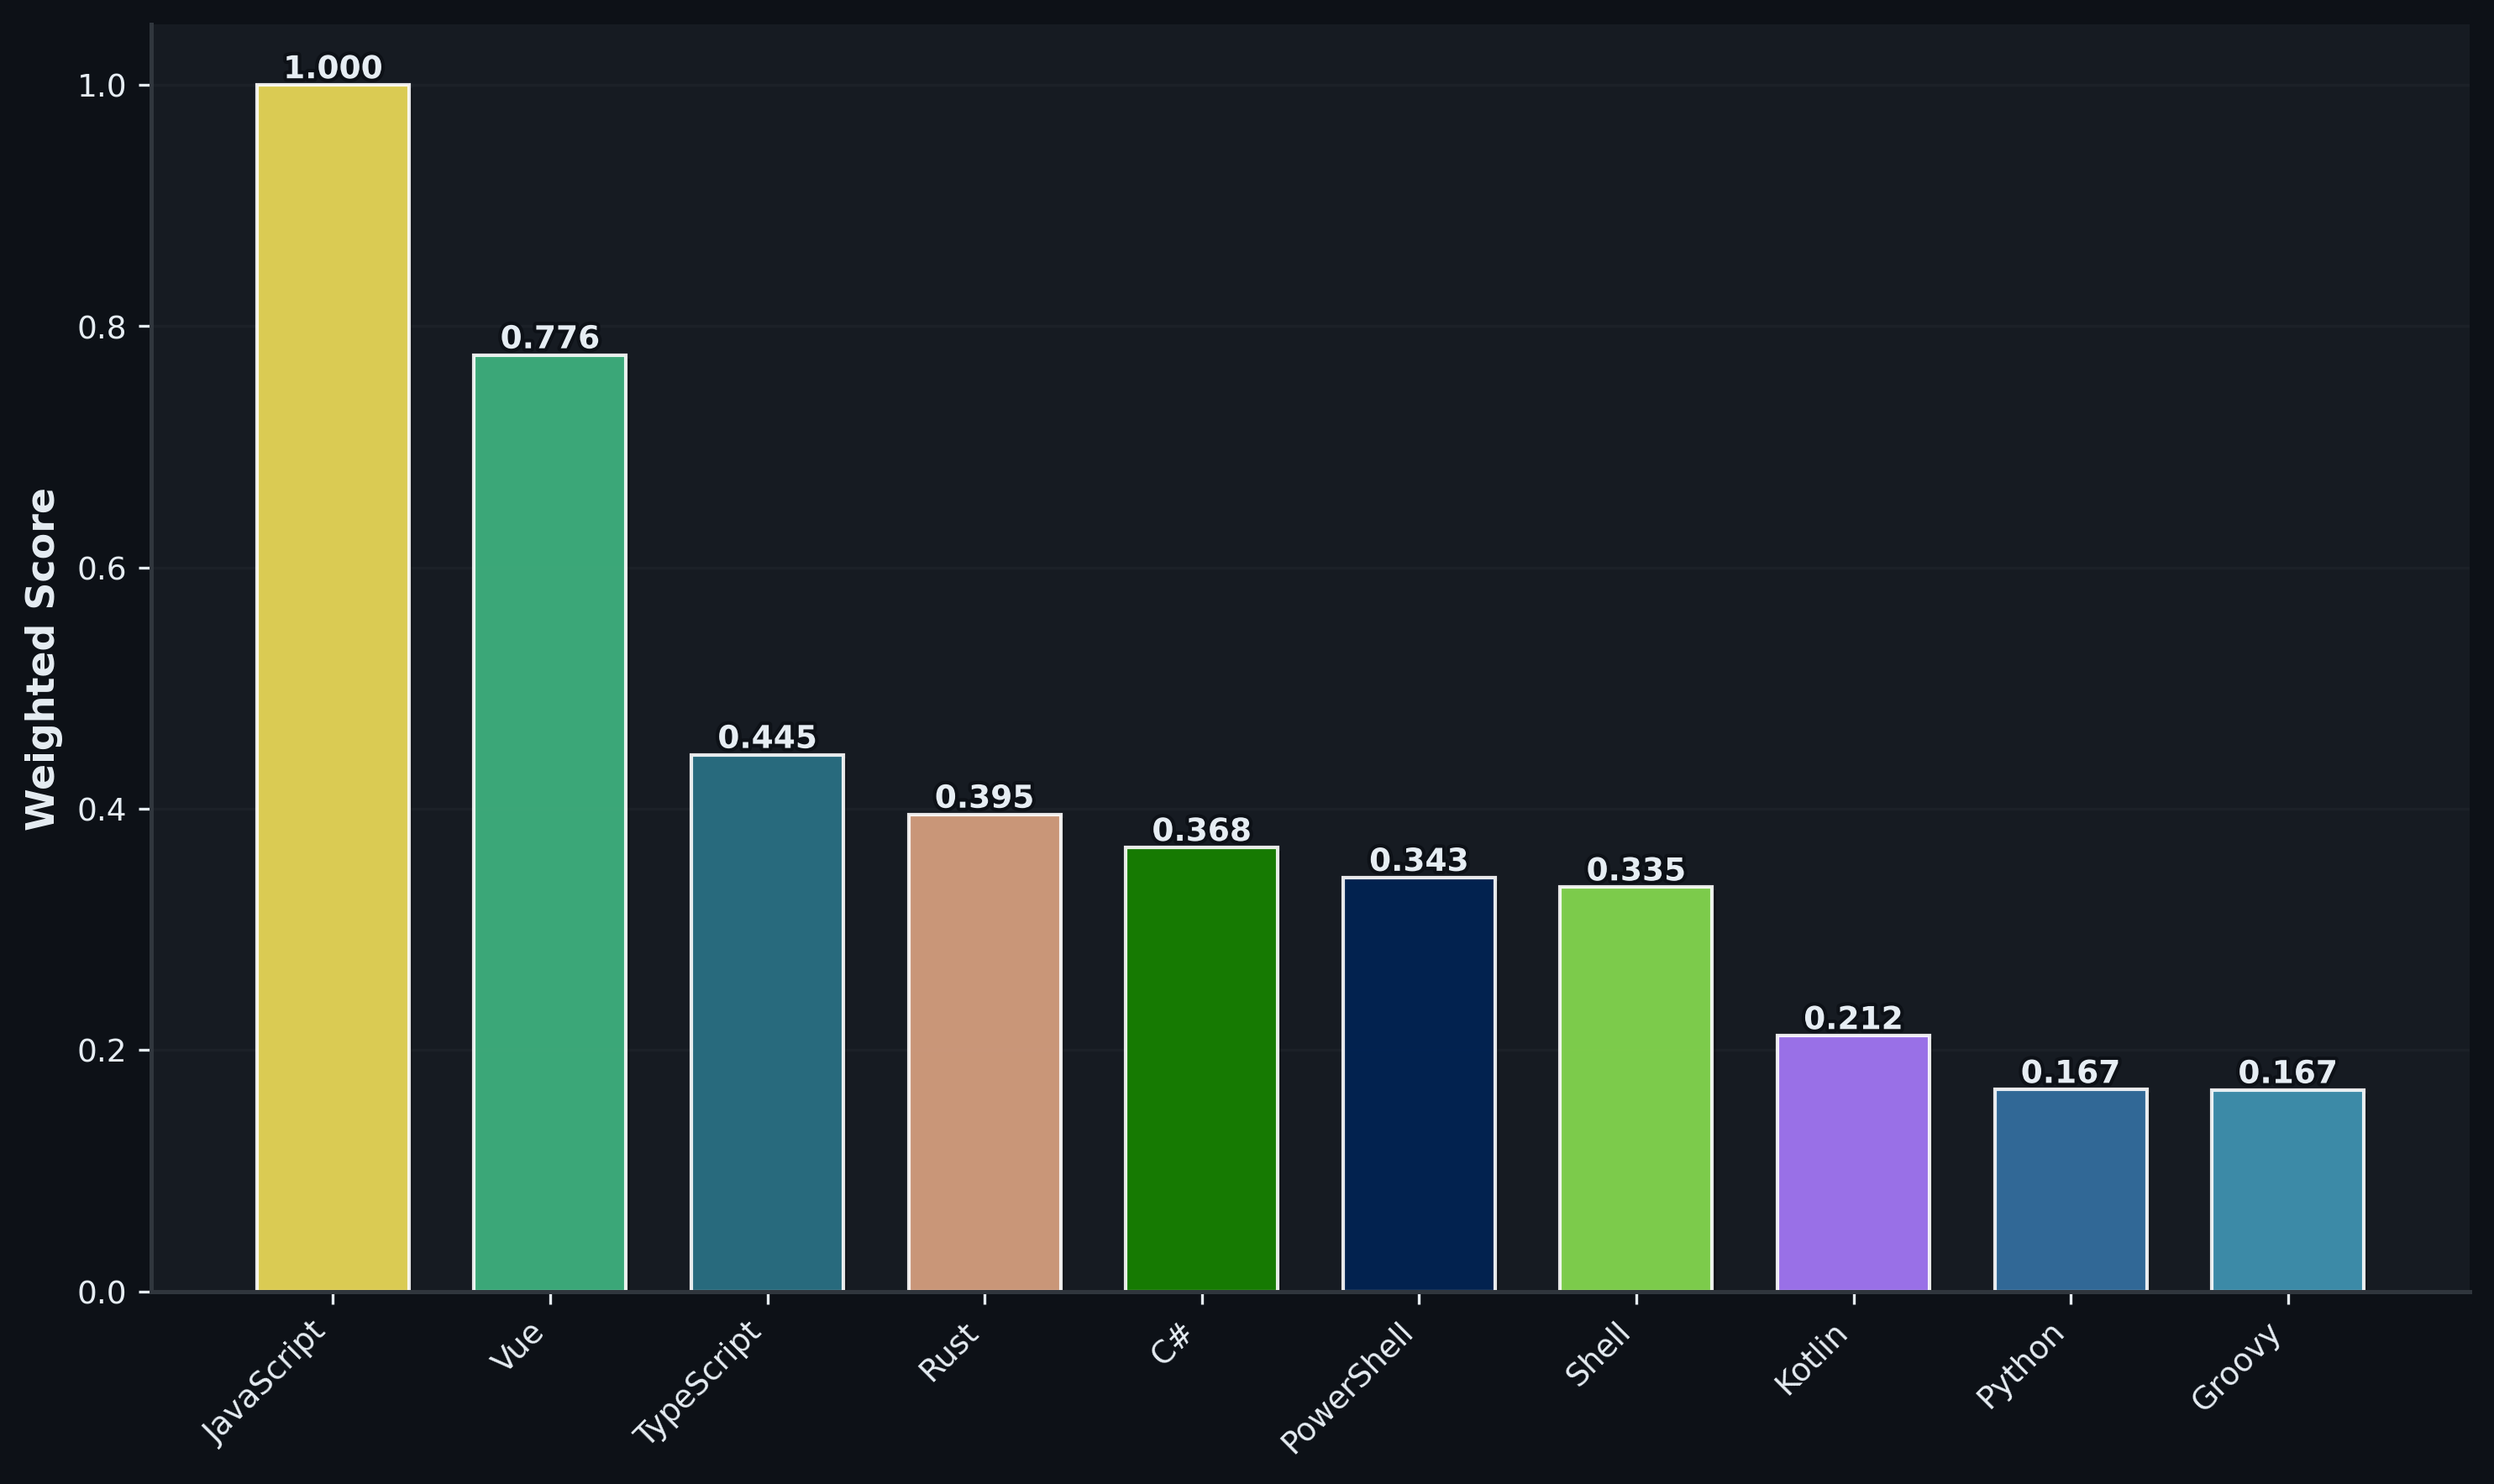 Weighted Score
1.0
0.8
0.6
0.4
0.2
0.0
1.000
0.776
0.445
0.395
0.368
0.343
0.335
0.212
0.167
0.167
JavaScript
Vue
TypeScript
Rust
C#
PowerShell
Shell
Kotlin
Python
Groovy